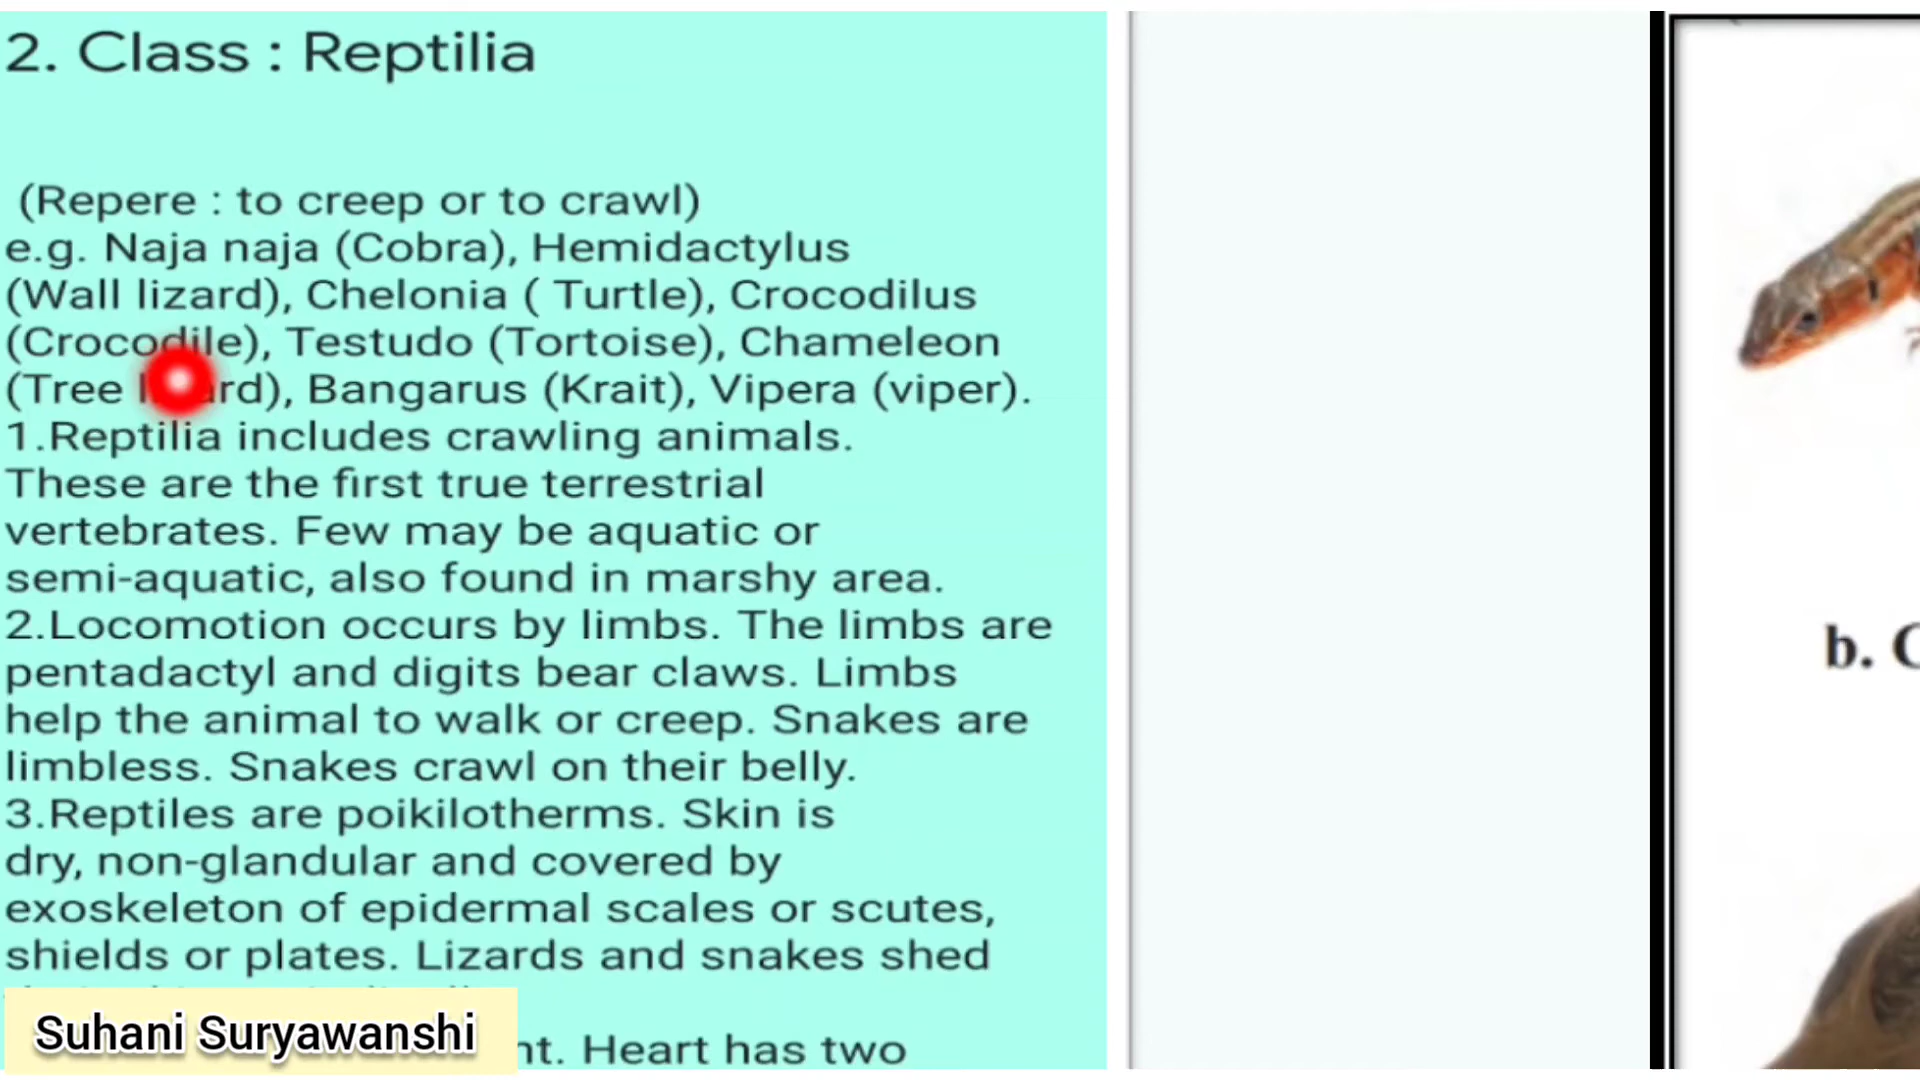 2. Class : Reptilia
(Repere : to creep or to crawl)
e.g. Naja naja (Cobra), Hemidactylus
(Wall lizard), Chelonia ( Turtle), Crocodilus
(Crocodile), Testudo (Tortoise), Chameleon
(Tree lizard), Bangarus (Krait), Vipera (viper).
1.Reptilia includes crawling animals.
These are the first true terrestrial
vertebrates. Few may be aquatic or
semi-aquatic, also found in marshy area.
2.Locomotion occurs by limbs. The limbs are
pentadactyl and digits bear claws. Limbs
help the animal to walk or creep. Snakes are
limbless. Snakes crawl on their belly.
3.Reptiles are poikilotherms. Skin is
dry, non-glandular and covered by
exoskeleton of epidermal scales or scutes,
shields or plates. Lizards and snakes shed
Suhani Suryawanshi
Heart has two
b.